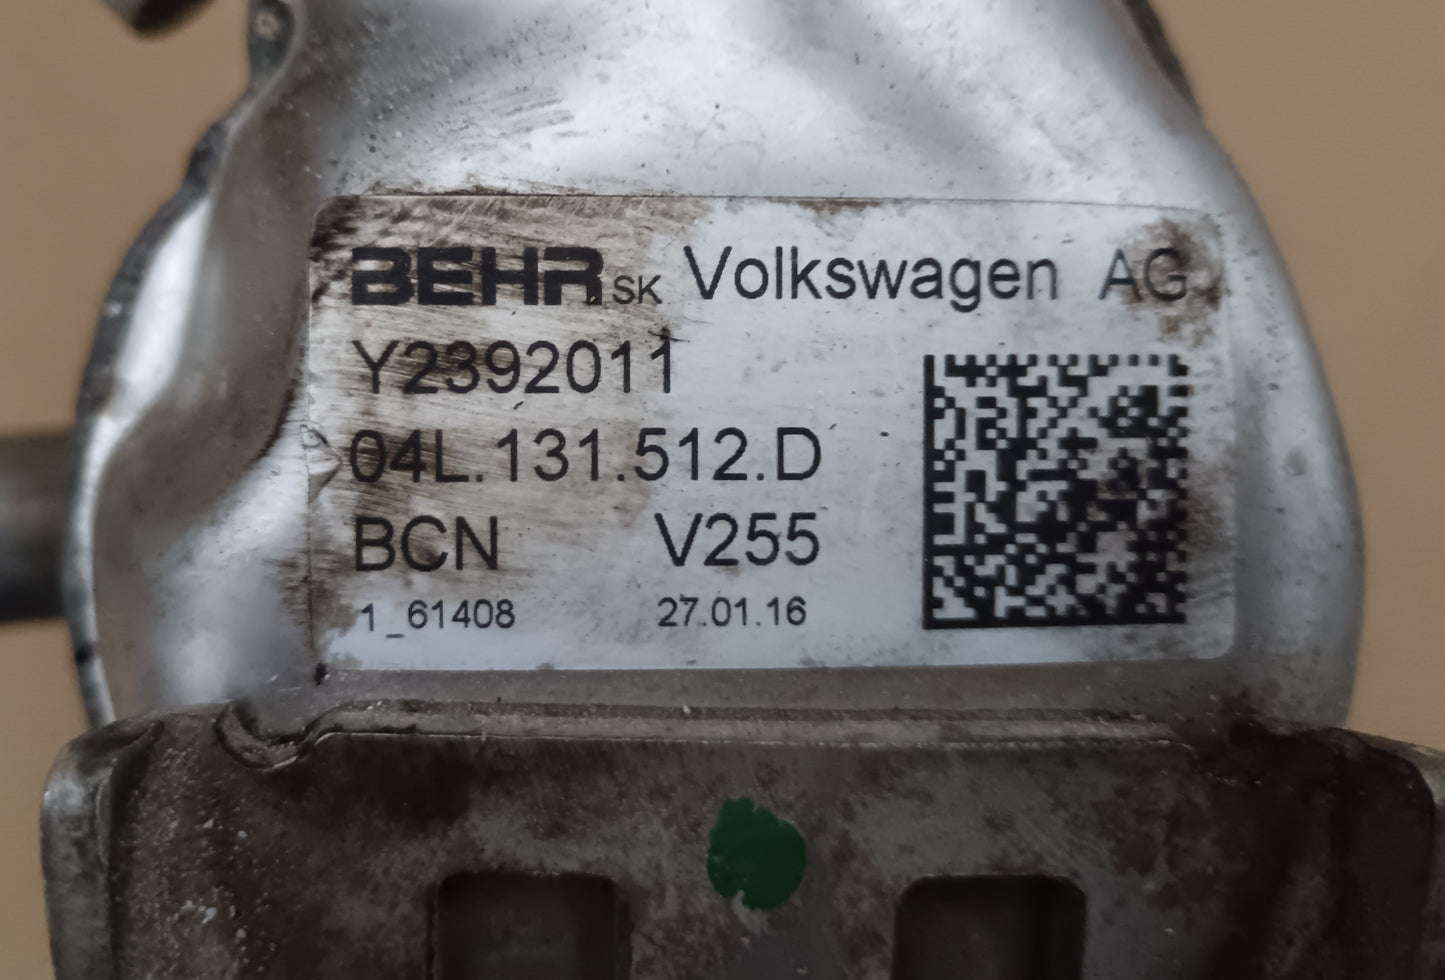 BEHR SK Volkswagen AG
Y2392011
04L.131.512.D
BCN V255
1_61408 27.01.16